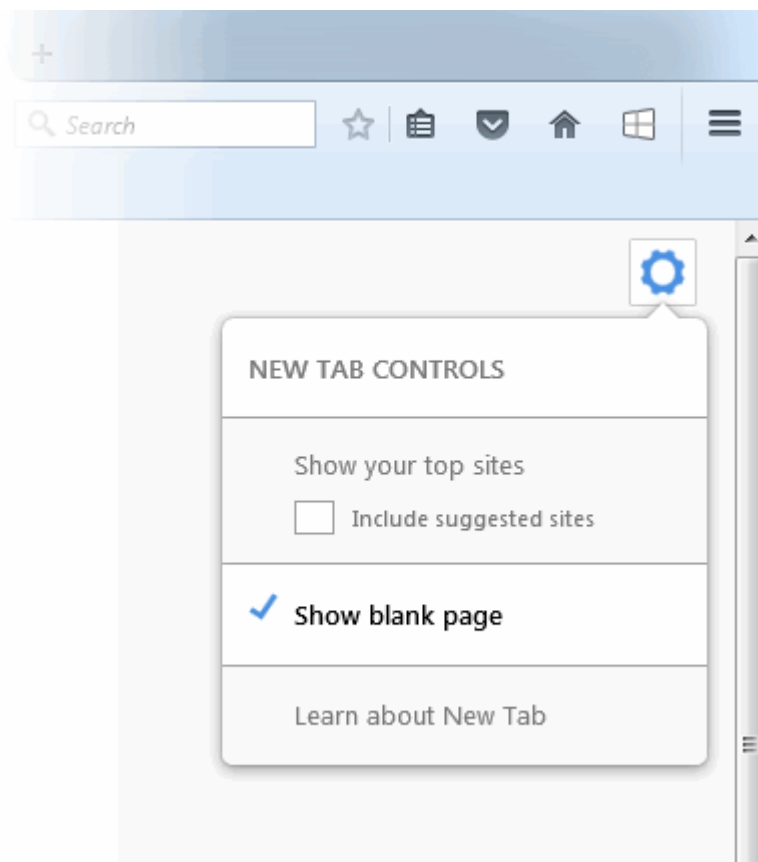 Search
NEW TAB CONTROLS
Show your top sites
Include suggested sites
Show blank page
Learn about New Tab